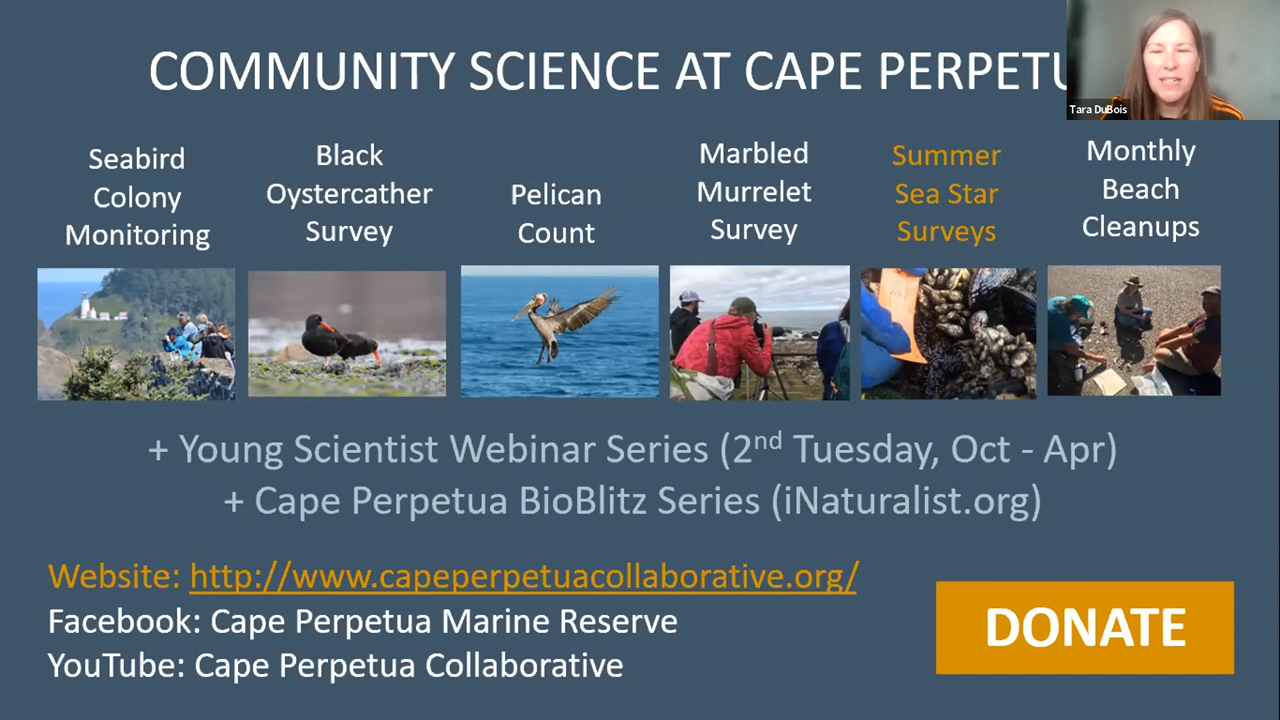 COMMUNITY SCIENCE AT CAPE PERPETU
Tara DuBois
Seabird
Colony
Monitoring
Black
Oystercather
Survey
Pelican
Count
Marbled
Murrelet
Survey
Summer
Sea Star
Surveys
Monthly
Beach
Cleanups
+ Young Scientist Webinar Series (2nd Tuesday, Oct - Apr)
+ Cape Perpetua BioBlitz Series (iNaturalist.org)
Website: http://www.capeperpetuacollaborative.org/
Facebook: Cape Perpetua Marine Reserve
YouTube: Cape Perpetua Collaborative
DONATE